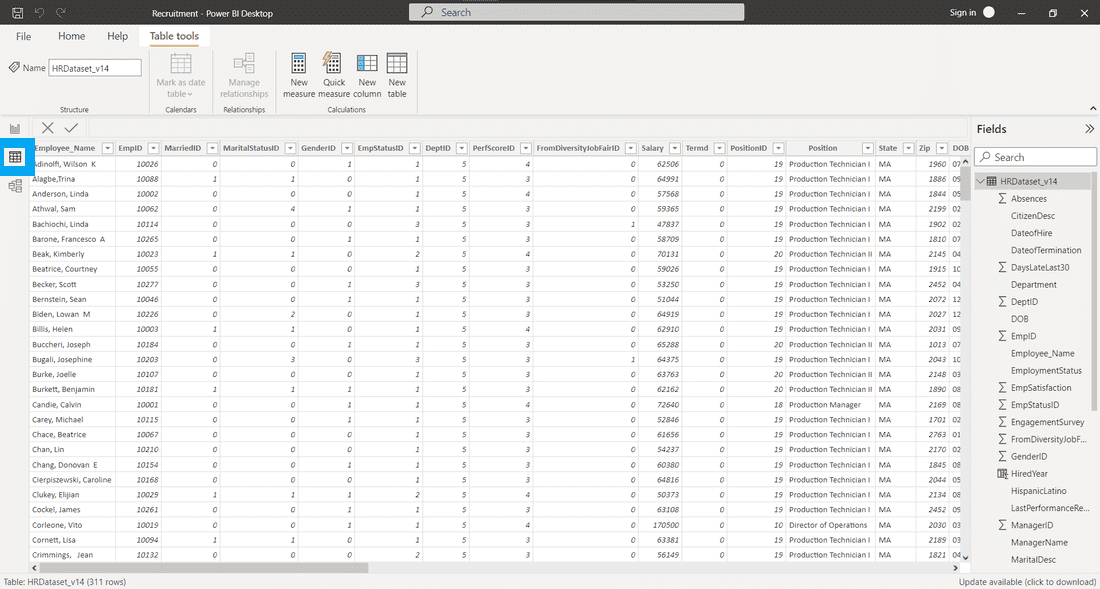 Recruitment - Power BI Desktop
Search
Sign in
File Home Help Table tools
Name HRDataset_v14
Mark as date table
Manage relationships
New measure
Quick measure
New column
New table
Structure Calendars Relationships Calculations
Employee_Name EmpID MarriedID MaritalStatusID GenderID EmpStatusID DeptID PerfScoreID FromDiversityJobFairID Salary Termd PositionID Position State Zip DOB
Adinolfi, Wilson K 10026 0 0 1 1 5 4 0 62506 0 19 Production Technician I MA 1960 07
Alagbe,Trina 10088 1 1 0 1 5 3 0 64991 0 19 Production Technician I MA 1886 09
Anderson, Linda 10002 0 0 0 1 5 4 0 57568 0 19 Production Technician I MA 1844 05
Athwal, Sam 10062 0 4 1 1 5 3 0 59365 0 19 Production Technician I MA 2199 02
Bachiochi, Linda 10114 0 0 0 3 5 3 1 47837 0 19 Production Technician I MA 1902 02
Barone, Francesco A 10265 0 0 1 1 5 3 0 58709 0 19 Production Technician I MA 1810 07
Beak, Kimberly 10023 1 1 0 2 5 4 0 70131 0 20 Production Technician II MA 2145 04
Beatrice, Courtney 10055 0 0 0 1 5 3 0 59026 0 19 Production Technician I MA 1915 10
Becker, Scott 10277 0 0 1 3 5 3 0 53250 0 19 Production Technician I MA 2452 04
Bernstein, Sean 10046 0 0 1 1 5 3 0 51044 0 19 Production Technician I MA 2072 12
Biden, Lowan M 10226 0 2 0 1 5 3 0 64919 0 19 Production Technician I MA 2027 12
Billis, Helen 10003 1 1 0 1 5 4 0 62910 0 19 Production Technician I MA 2031 09
Buccheri, Joseph 10184 0 0 1 1 5 3 0 65288 0 20 Production Technician II MA 1013 07
Bugali, Josephine 10203 0 3 0 3 5 3 1 64375 0 19 Production Technician I MA 2043 10
Burke, Joelle 10107 0 0 0 1 5 3 0 63763 0 20 Production Technician II MA 2148 03
Burkett, Benjamin 10181 1 1 1 1 5 3 0 62162 0 20 Production Technician II MA 1890 08
Candie, Calvin 10001 0 0 1 1 5 4 0 72640 0 18 Production Manager MA 2169 08
Carey, Michael 10115 0 0 1 1 5 3 0 52846 0 19 Production Technician I MA 1701 02
Chace, Beatrice 10067 0 0 0 1 5 3 0 61656 0 19 Production Technician I MA 2763 01
Chan, Lin 10210 0 0 0 1 5 3 0 54237 0 19 Production Technician I MA 2170 02
Chang, Donovan E 10154 0 0 1 1 5 3 0 60380 0 19 Production Technician I MA 1845 08
Cierpiszewski, Caroline 10168 0 0 0 1 5 3 0 64816 0 19 Production Technician I MA 2044 05
Clukey, Elijian 10029 1 1 1 2 5 4 0 50373 0 19 Production Technician I MA 2134 08
Cockel, James 10261 0 0 1 1 5 3 0 63108 0 19 Production Technician I MA 2452 09
Corleone, Vito 10019 0 0 1 1 5 4 0 170500 0 10 Director of Operations MA 2030 03
Cornett, Lisa 10094 1 1 0 1 5 3 0 63381 0 19 Production Technician I MA 2189 03
Crimmings, Jean 10132 0 0 0 2 5 3 0 56149 0 19 Production Technician I MA 1821 04
Fields
Search
HRDataset_v14
Absences
CitizenDesc
DateofHire
DateofTermination
DaysLateLast30
Department
DeptID
DOB
EmpID
Employee_Name
EmploymentStatus
EmpSatisfaction
EmpStatusID
EngagementSurvey
FromDiversityJobF...
GenderID
HiredYear
HispanicLatino
LastPerformanceRe...
ManagerID
ManagerName
MaritalDesc
Table: HRDataset_v14 (311 rows)
Update available (click to download)